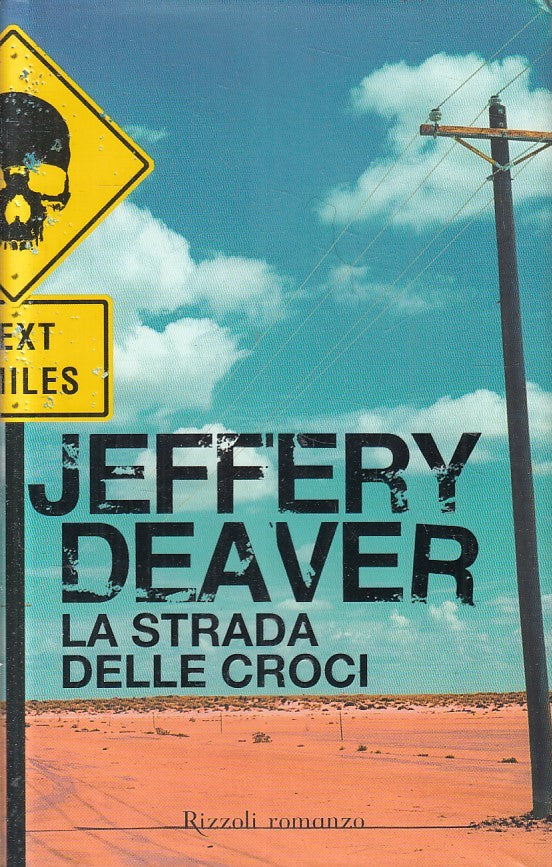 EXT
MILES
JEFFERY
DEAVER
LA STRADA
DELLE CROCI
Rizzoli romanzo